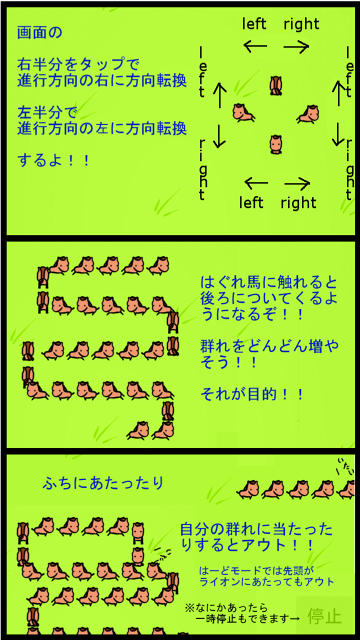 画面の
右半分をタップで
進行方向の右に方向転換
左半分で
進行方向の左に方向転換
するよ！！
left right
left
left
right
right
left right
はぐれ馬に触れると
後ろについてくるよ
うになるぞ！！
群れをどんどん増や
そう！！
それが目的！！
ふちにあたったり
自分の群れに当たった
りするとアウト！！
はーどモードでは先頭が
ライオンにあたってもアウト
※なにかあったら
一時停止もできます→
停止